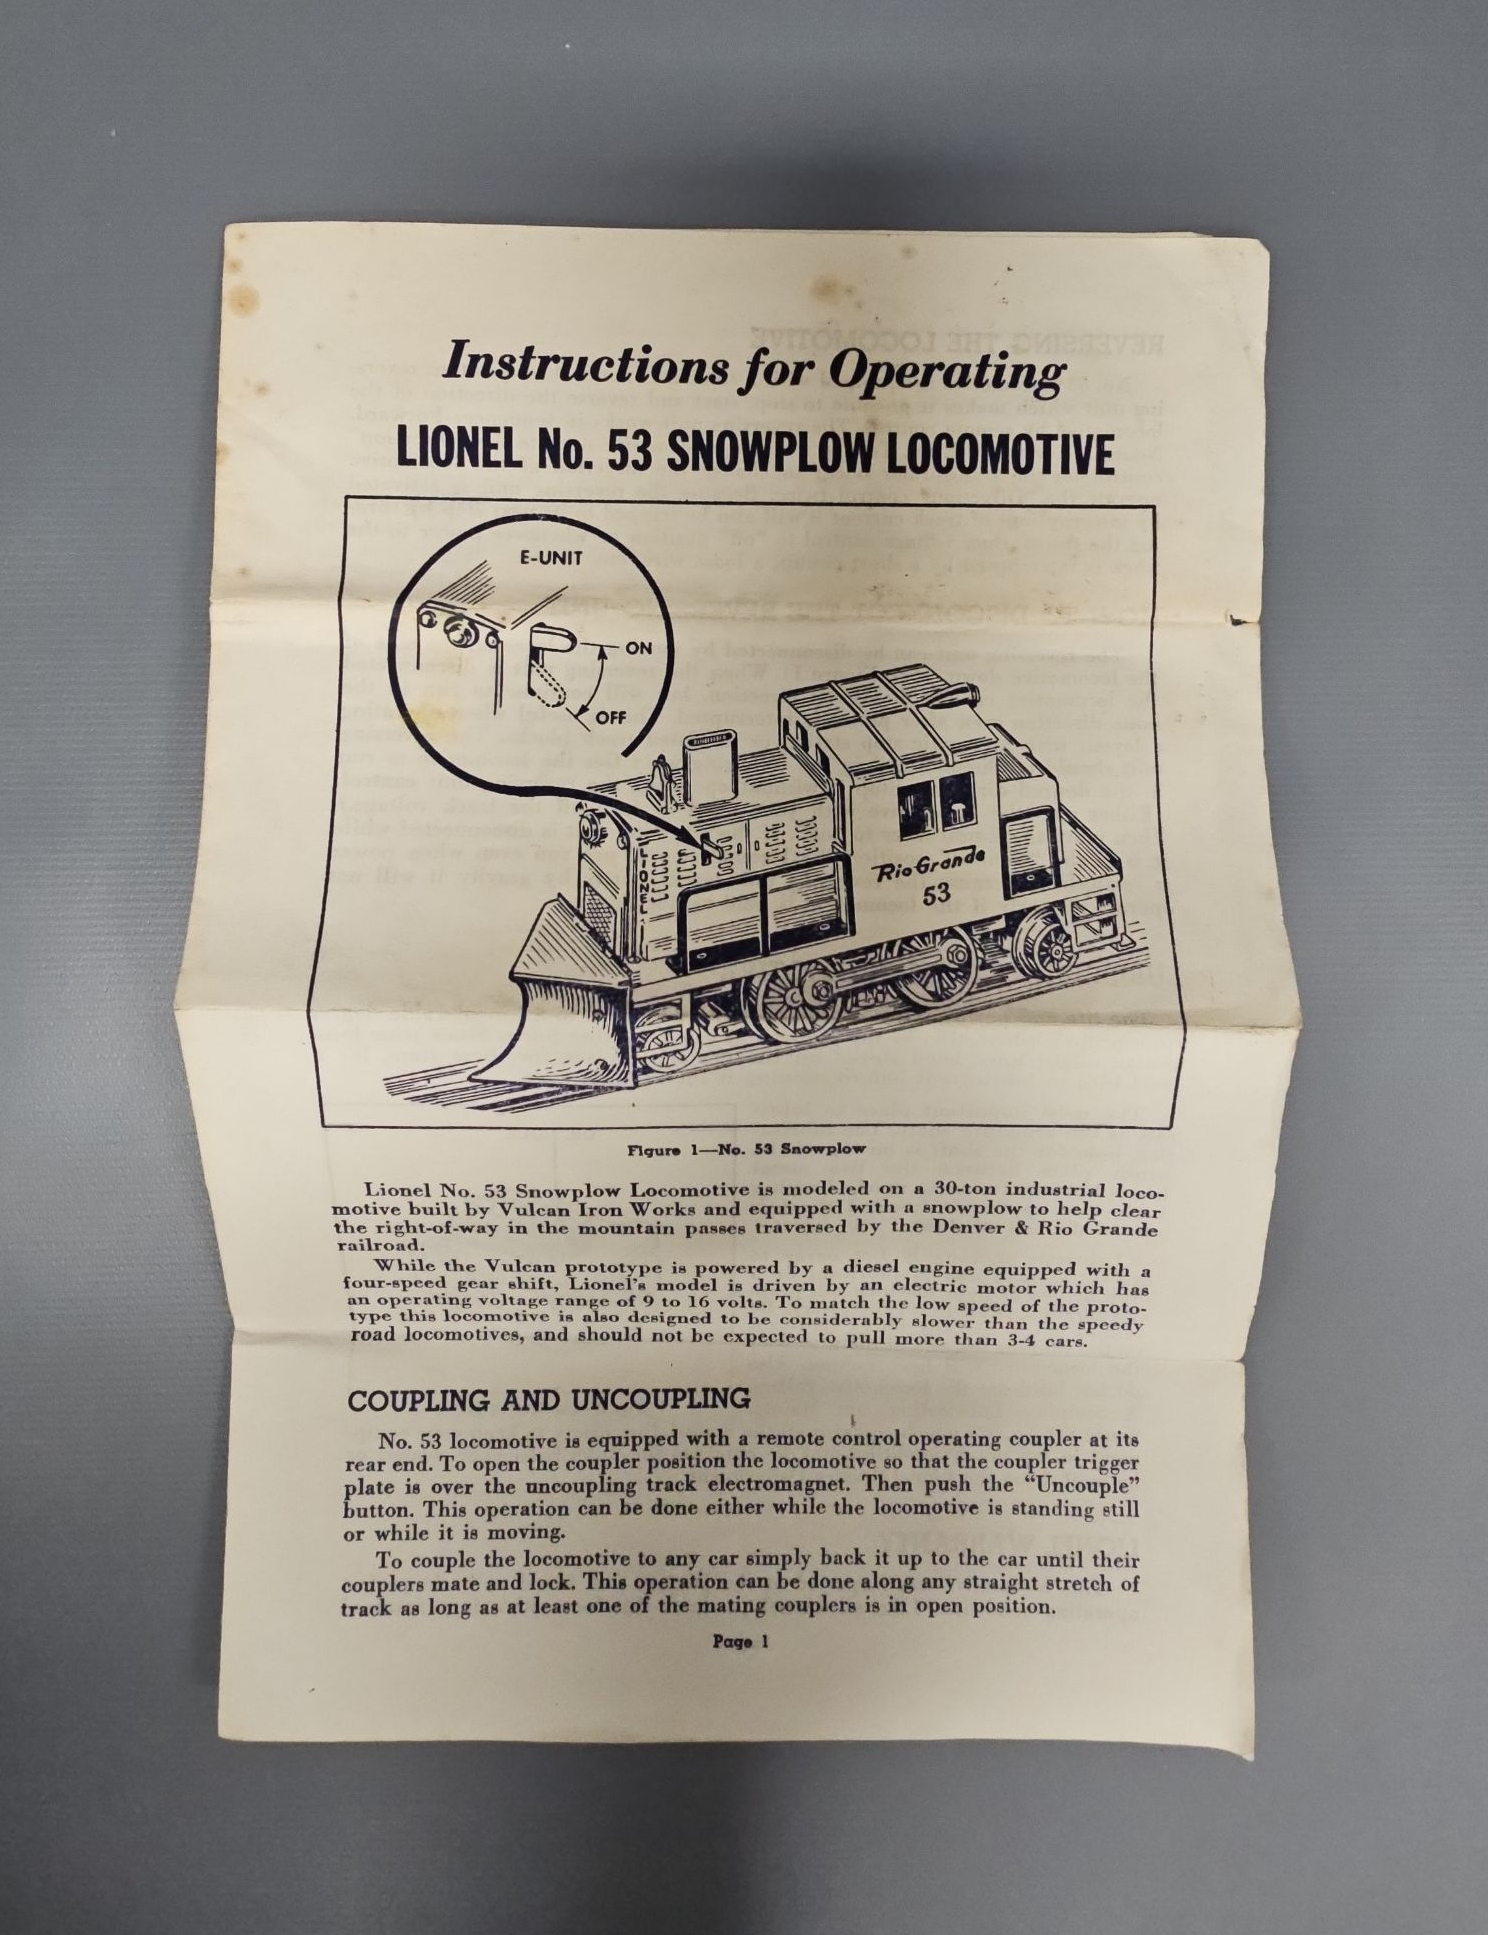 Instructions for Operating
LIONEL No. 53 SNOWPLOW LOCOMOTIVE
E-UNIT
ON
OFF
LIONEL
Rio Grande
53
Figure 1—No. 53 Snowplow
Lionel No. 53 Snowplow Locomotive is modeled on a 30-ton industrial loco-
motive built by Vulcan Iron Works and equipped with a snowplow to help clear
the right-of-way in the mountain passes traversed by the Denver & Rio Grande
railroad.
While the Vulcan prototype is powered by a diesel engine equipped with a
four-speed gear shift, Lionel's model is driven by an electric motor which has
an operating voltage range of 9 to 16 volts. To match the low speed of the proto-
type this locomotive is also designed to be considerably slower than the speedy
road locomotives, and should not be expected to pull more than 3-4 cars.
COUPLING AND UNCOUPLING
No. 53 locomotive is equipped with a remote control operating coupler at its
rear end. To open the coupler position the locomotive so that the coupler trigger
plate is over the uncoupling track electromagnet. Then push the “Uncouple”
button. This operation can be done either while the locomotive is standing still
or while it is moving.
To couple the locomotive to any car simply back it up to the car until their
couplers mate and lock. This operation can be done along any straight stretch of
track as long as at least one of the mating couplers is in open position.
Page 1